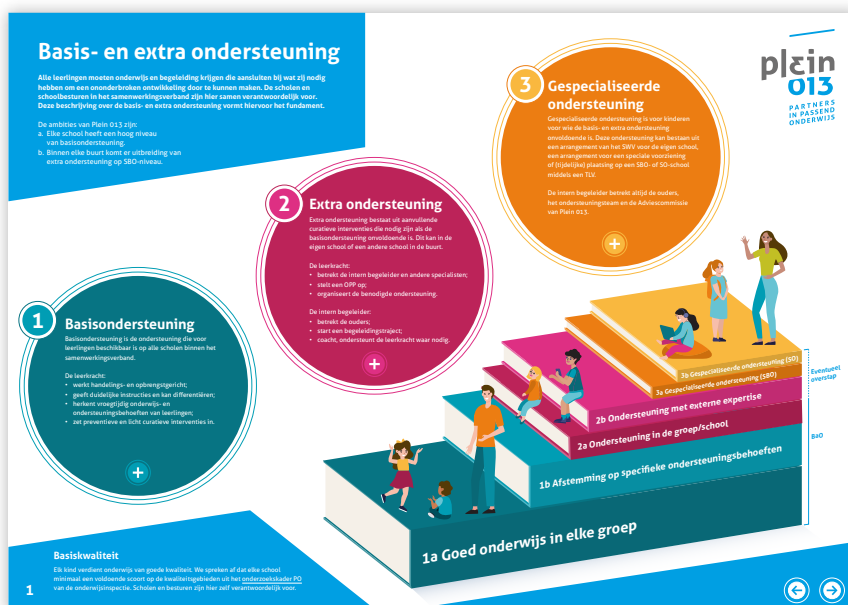 Basis- en extra ondersteuning
Alle leerlingen moeten onderwijs en begeleiding krijgen die aansluiten bij wat zij nodig
hebben om een ononderbroken ontwikkeling door te kunnen maken. De scholen en
schoolbesturen in het samenwerkingsverband zijn hier samen verantwoordelijk voor.
Deze beschrijving over de basis- en extra ondersteuning vormt hiervoor het fundament.
De ambities van Plein 013 zijn:
a. Elke school heeft een hoog niveau
van basisondersteuning.
b. Binnen elke buurt komt er uitbreiding van
extra ondersteuning op SBO-niveau.
plein
013
PARTNERS
IN PASSEND
ONDERWIJS
3
Gespecialiseerde
ondersteuning
Gespecialiseerde ondersteuning is voor kinderen
voor wie de basis- en extra ondersteuning
onvoldoende is. Deze ondersteuning kan bestaan uit
een arrangement van het SWV voor de eigen school,
een arrangement voor een speciale voorziening
of (tijdelijke) plaatsing op een SBO- of SO-school
middels een TLV.
De intern begeleider betrekt altijd de ouders,
het ondersteuningsteam en de Adviescommissie
van Plein 013.
+
2
Extra ondersteuning
Extra ondersteuning bestaat uit aanvullende
curatieve interventies die nodig zijn als de
basisondersteuning onvoldoende is. Dit kan in de
eigen school of een andere school in de buurt.
De leerkracht:
• betrekt de intern begeleider en andere specialisten;
• stelt een OPP op;
• organiseert de benodigde ondersteuning.
De intern begeleider:
• betrekt de ouders;
• start een begeleidingstraject;
• coacht, ondersteunt de leerkracht waar nodig.
+
1
Basisondersteuning
Basisondersteuning is de ondersteuning die voor
leerlingen beschikbaar is op alle scholen binnen het
samenwerkingsverband.
De leerkracht:
• werkt handelings- en opbrengstgericht;
• geeft duidelijke instructies en kan differentiëren;
• herkent vroegtijdig onderwijs- en
ondersteuningsbehoeften van leerlingen;
• zet preventieve en licht curatieve interventies in.
+
3b Gespecialiseerde ondersteuning (SO)
3a Gespecialiseerde ondersteuning (SBO)
2b Ondersteuning met externe expertise
2a Ondersteuning in de groep/school
1b Afstemming op specifieke ondersteuningsbehoeften
1a Goed onderwijs in elke groep
Eventueel
overstap
BaO
Basiskwaliteit
Elk kind verdient onderwijs van goede kwaliteit. We spreken af dat elke school
minimaal een voldoende scoort op de kwaliteitsgebieden uit het onderzoekskader PO
van de onderwijsinspectie. Scholen en besturen zijn hier zelf verantwoordelijk voor.
1